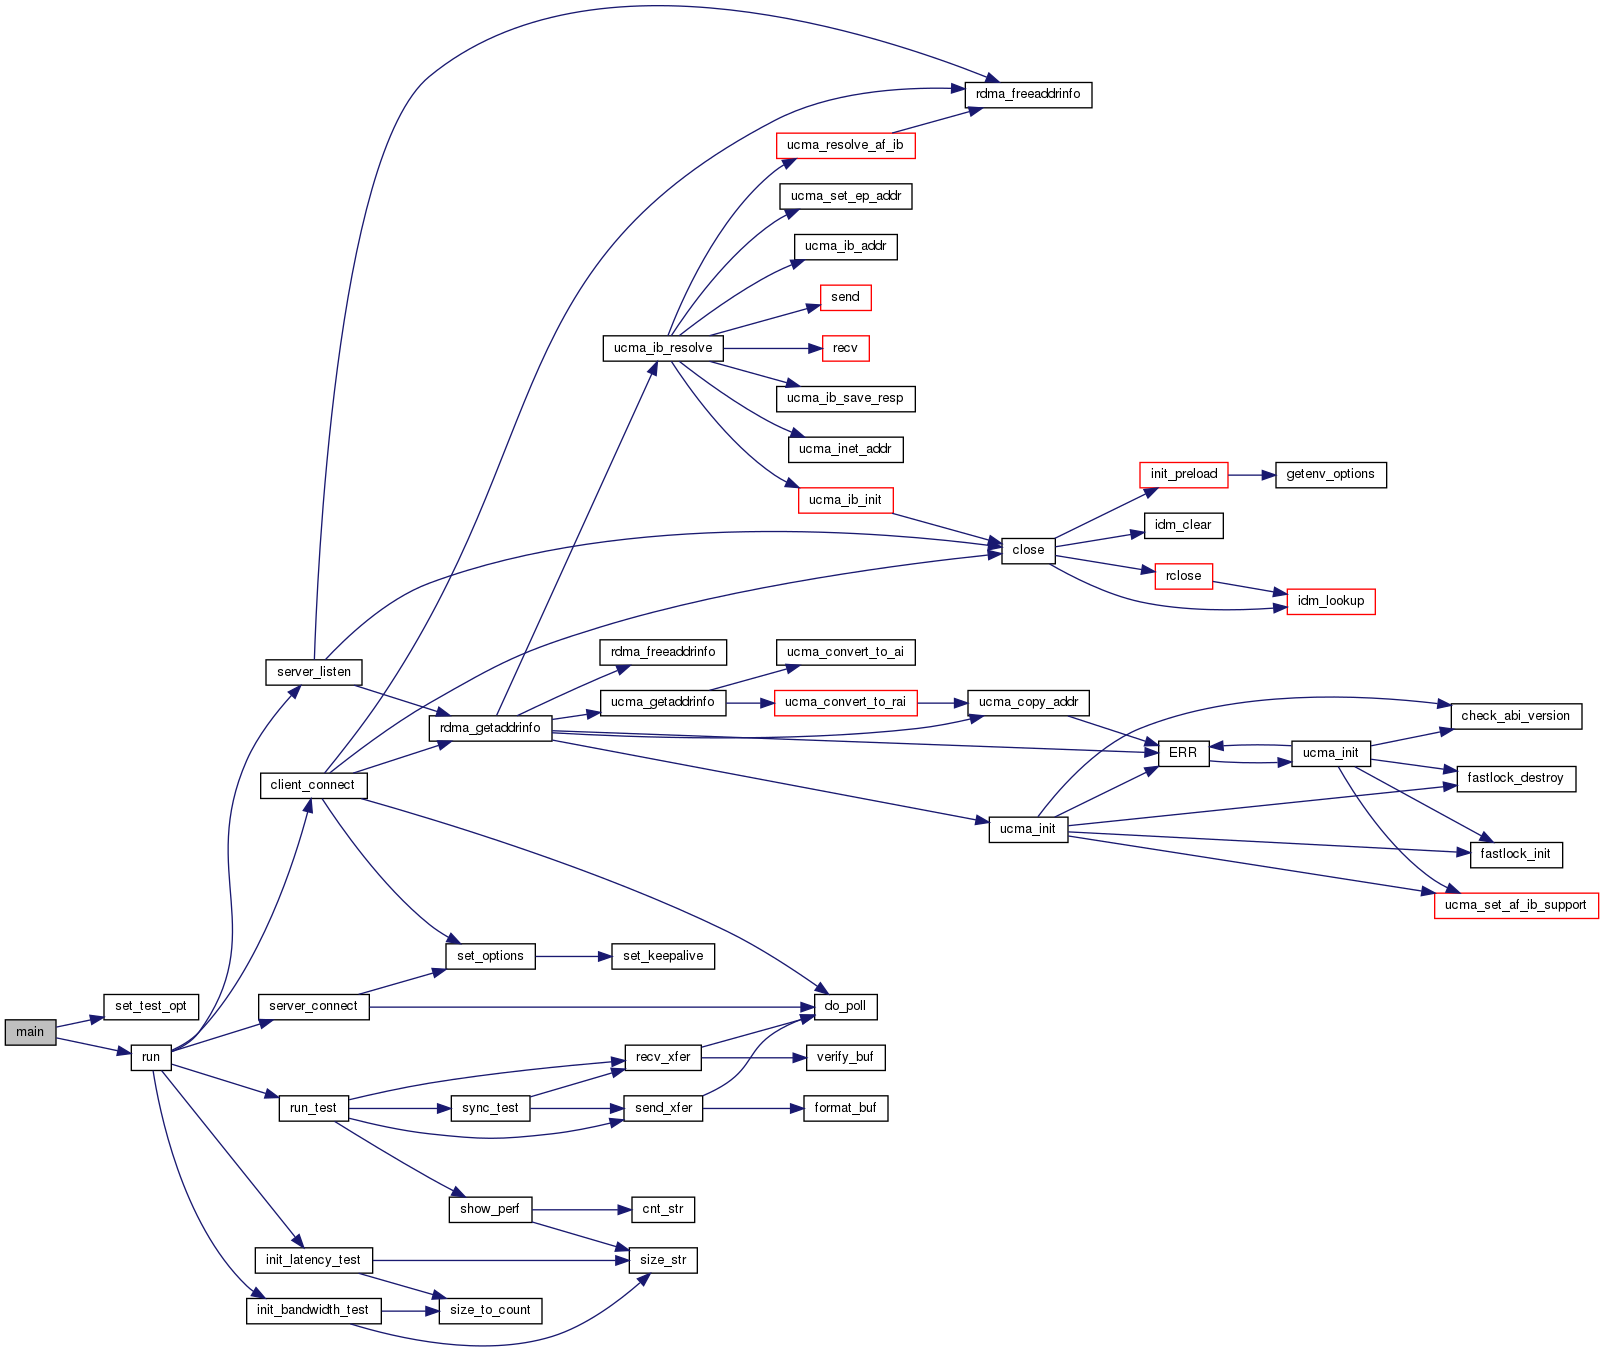 rdma_freeaddrinfo
ucma_resolve_af_ib
ucma_set_ep_addr
ucma_ib_addr
send
ucma_ib_resolve
recv
ucma_ib_save_resp
ucma_inet_addr
init_preload
getenv_options
ucma_ib_init
idm_clear
close
rclose
idm_lookup
rdma_freeaddrinfo
ucma_convert_to_ai
server_listen
ucma_getaddrinfo
ucma_convert_to_rai
ucma_copy_addr
check_abi_version
rdma_getaddrinfo
ERR
ucma_init
fastlock_destroy
client_connect
ucma_init
fastlock_init
ucma_set_af_ib_support
set_options
set_keepalive
set_test_opt
server_connect
do_poll
main
run
recv_xfer
verify_buf
run_test
sync_test
send_xfer
format_buf
show_perf
cnt_str
init_latency_test
size_str
init_bandwidth_test
size_to_count